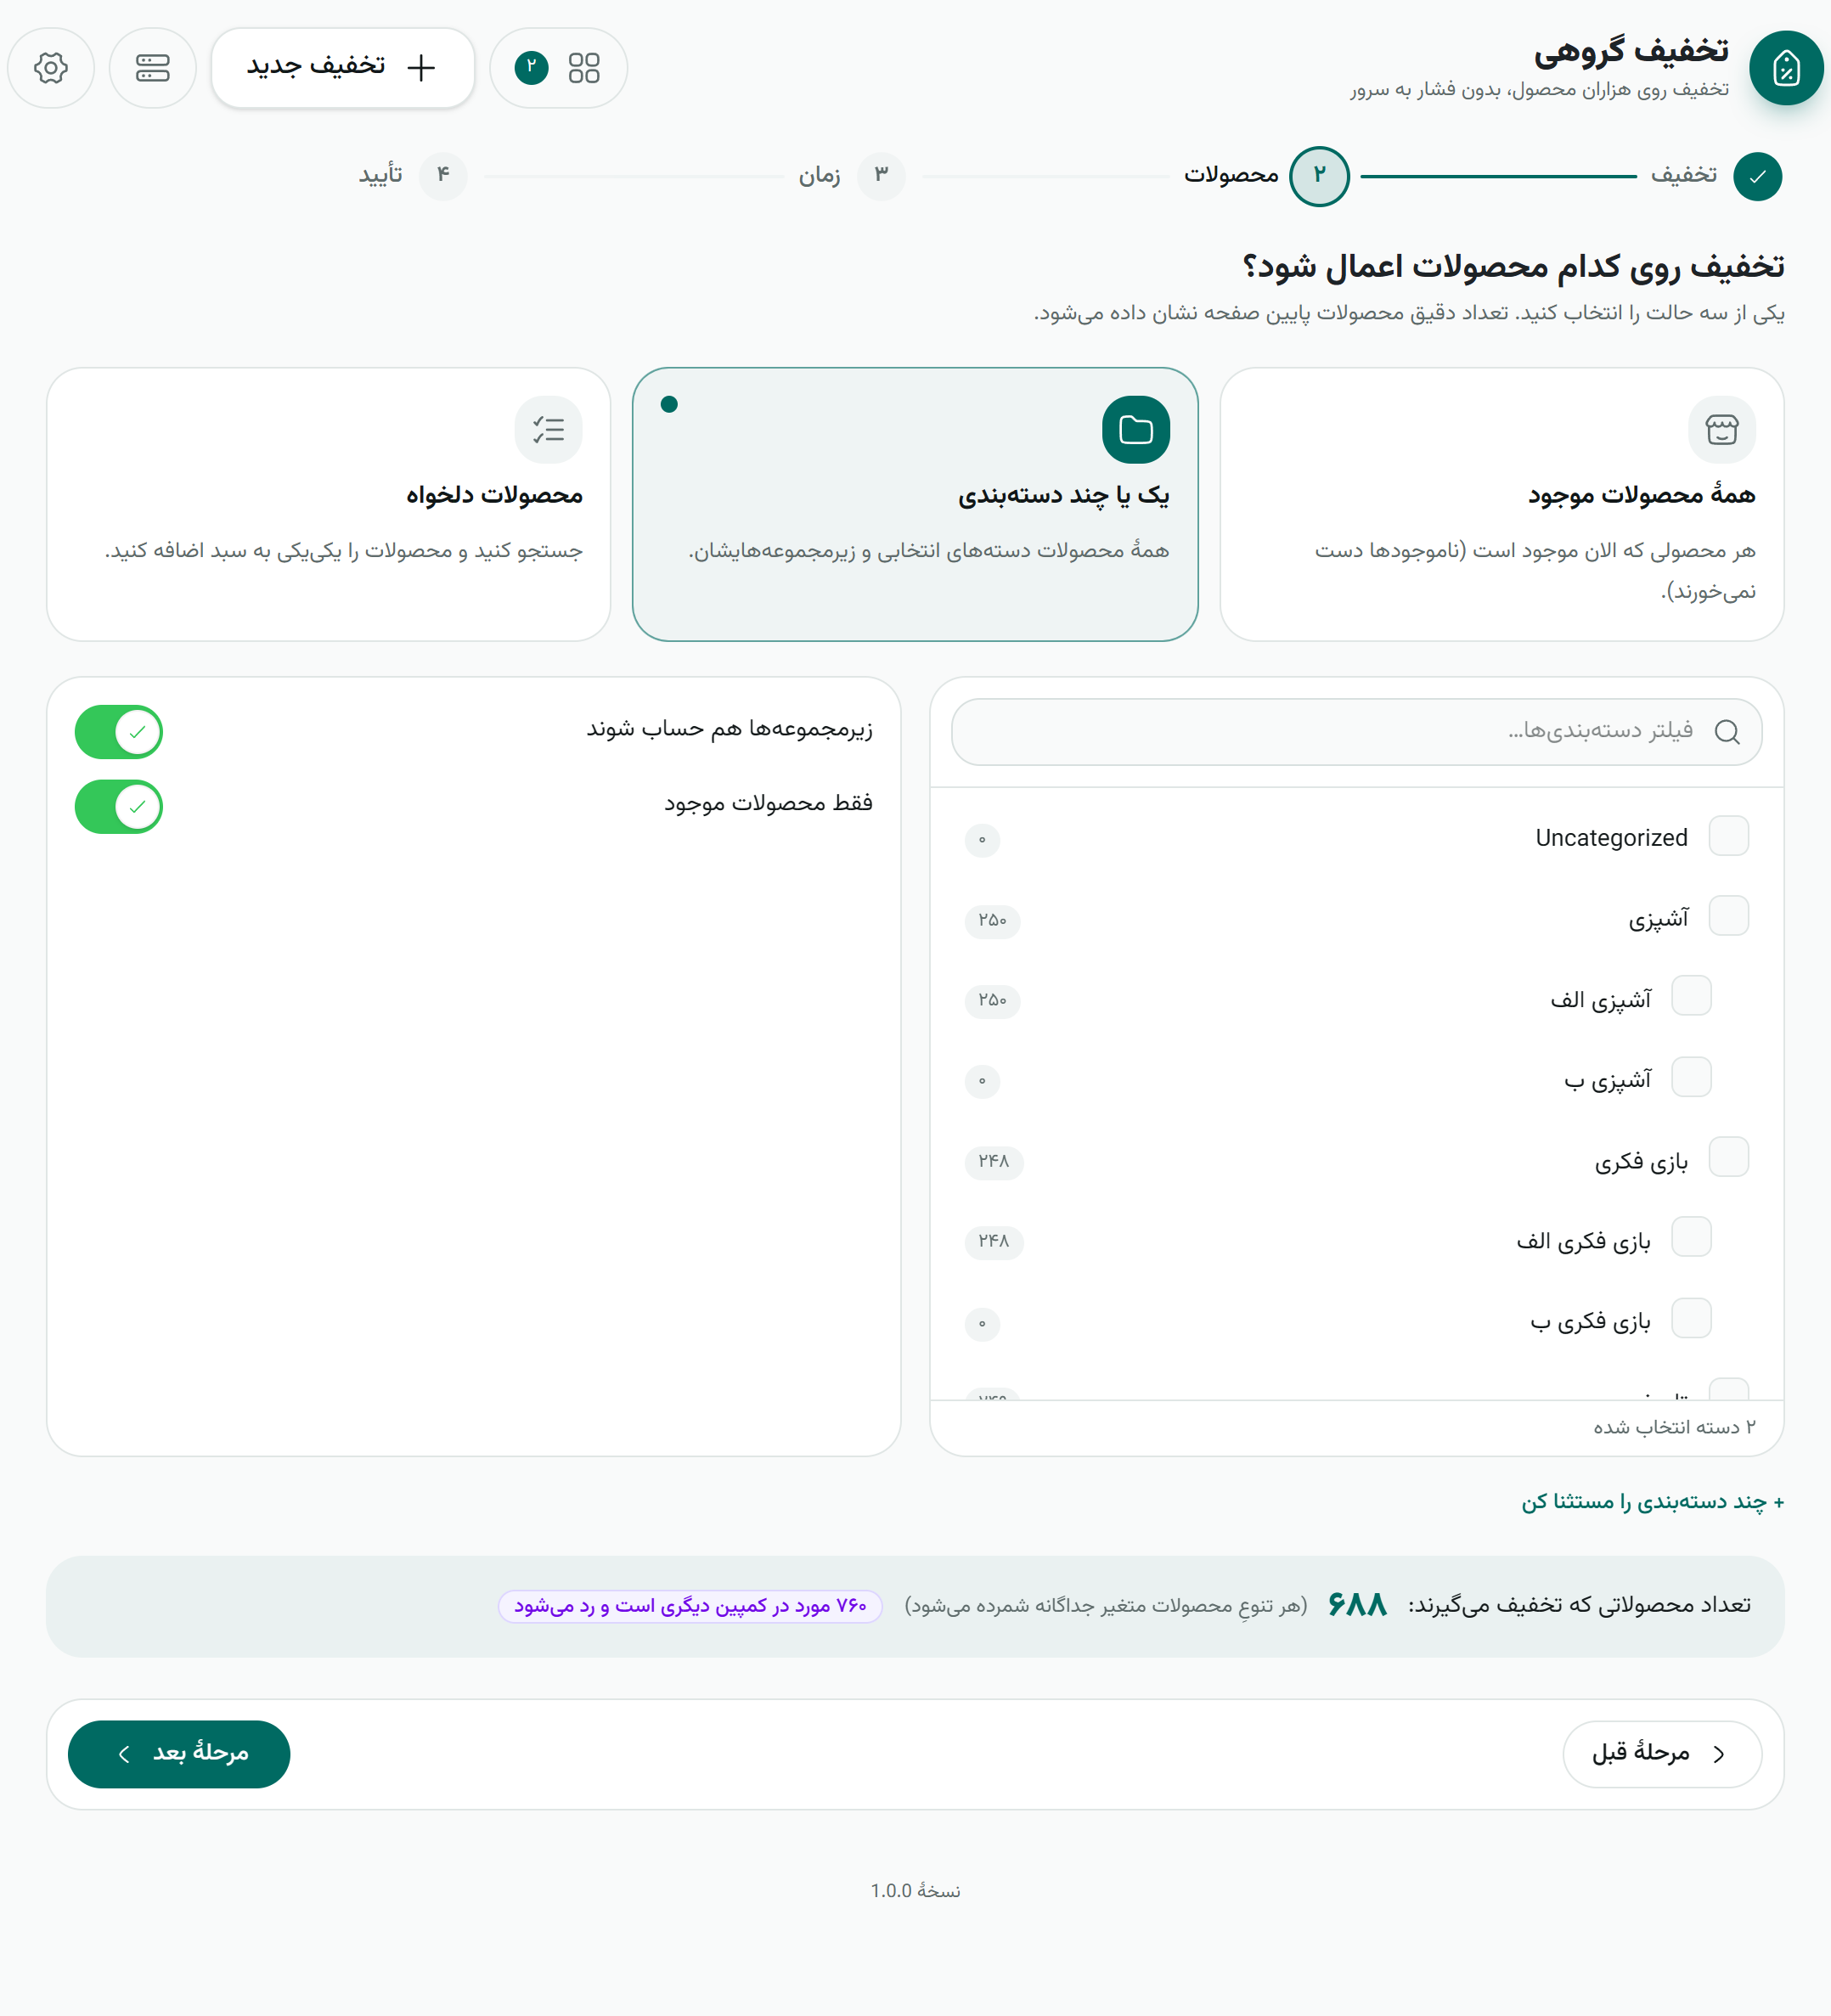 تخفیف گروهی
تخفیف روی هزاران محصول، بدون فشار به سرور
۲
تخفیف جدید
تخفیف
۲ محصولات
۳ زمان
۴ تأیید
تخفیف روی کدام محصولات اعمال شود؟
یکی از سه حالت را انتخاب کنید. تعداد دقیق محصولات پایین صفحه نشان داده می‌شود.
همهٔ محصولات موجود
هر محصولی که الان موجود است (ناموجودها دست
نمی‌خورند).
یک یا چند دسته‌بندی
همهٔ محصولات دسته‌های انتخابی و زیرمجموعه‌هایشان.
محصولات دلخواه
جستجو کنید و محصولات را یکی‌یکی به سبد اضافه کنید.
فیلتر دسته‌بندی‌ها...
Uncategorized ۰
آشپزی ۲۵۰
آشپزی الف ۲۵۰
آشپزی ب ۰
بازی فکری ۲۴۸
بازی فکری الف ۲۴۸
بازی فکری ب ۰
۲ دسته انتخاب شده
زیرمجموعه‌ها هم حساب شوند
فقط محصولات موجود
+ چند دسته‌بندی را مستثنا کن
تعداد محصولاتی که تخفیف می‌گیرند: ۶۸۸ (هر تنوعِ محصولات متغیر جداگانه شمرده می‌شود) ۷۶۰ مورد در کمپین دیگری است و رد می‌شود
مرحلهٔ قبل
مرحلهٔ بعد
نسخهٔ 1.0.0